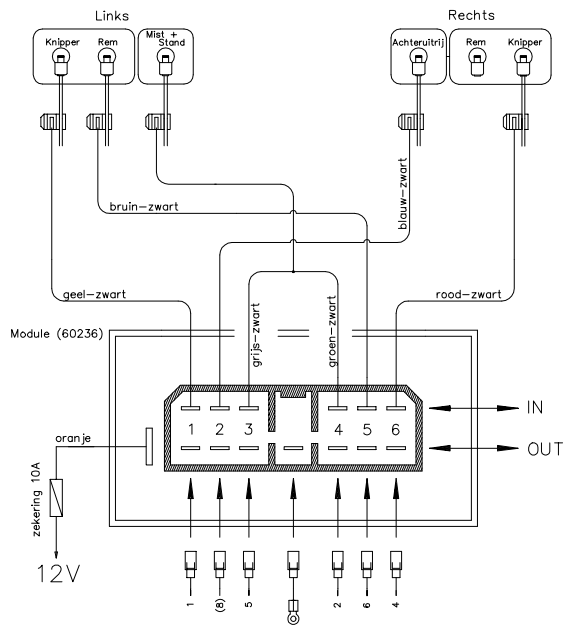 Links
Rechts
Knipper
Rem
Mist +
Stand
Achteruitrij
Rem
Knipper
bruin-zwart
blauw-zwart
geel-zwart
rood-zwart
grijs-zwart
groen-zwart
Module (60236)
1 2 3 4 5 6
IN
OUT
oranje
zekering 10A
12V
1 (8) 5 2 6 4